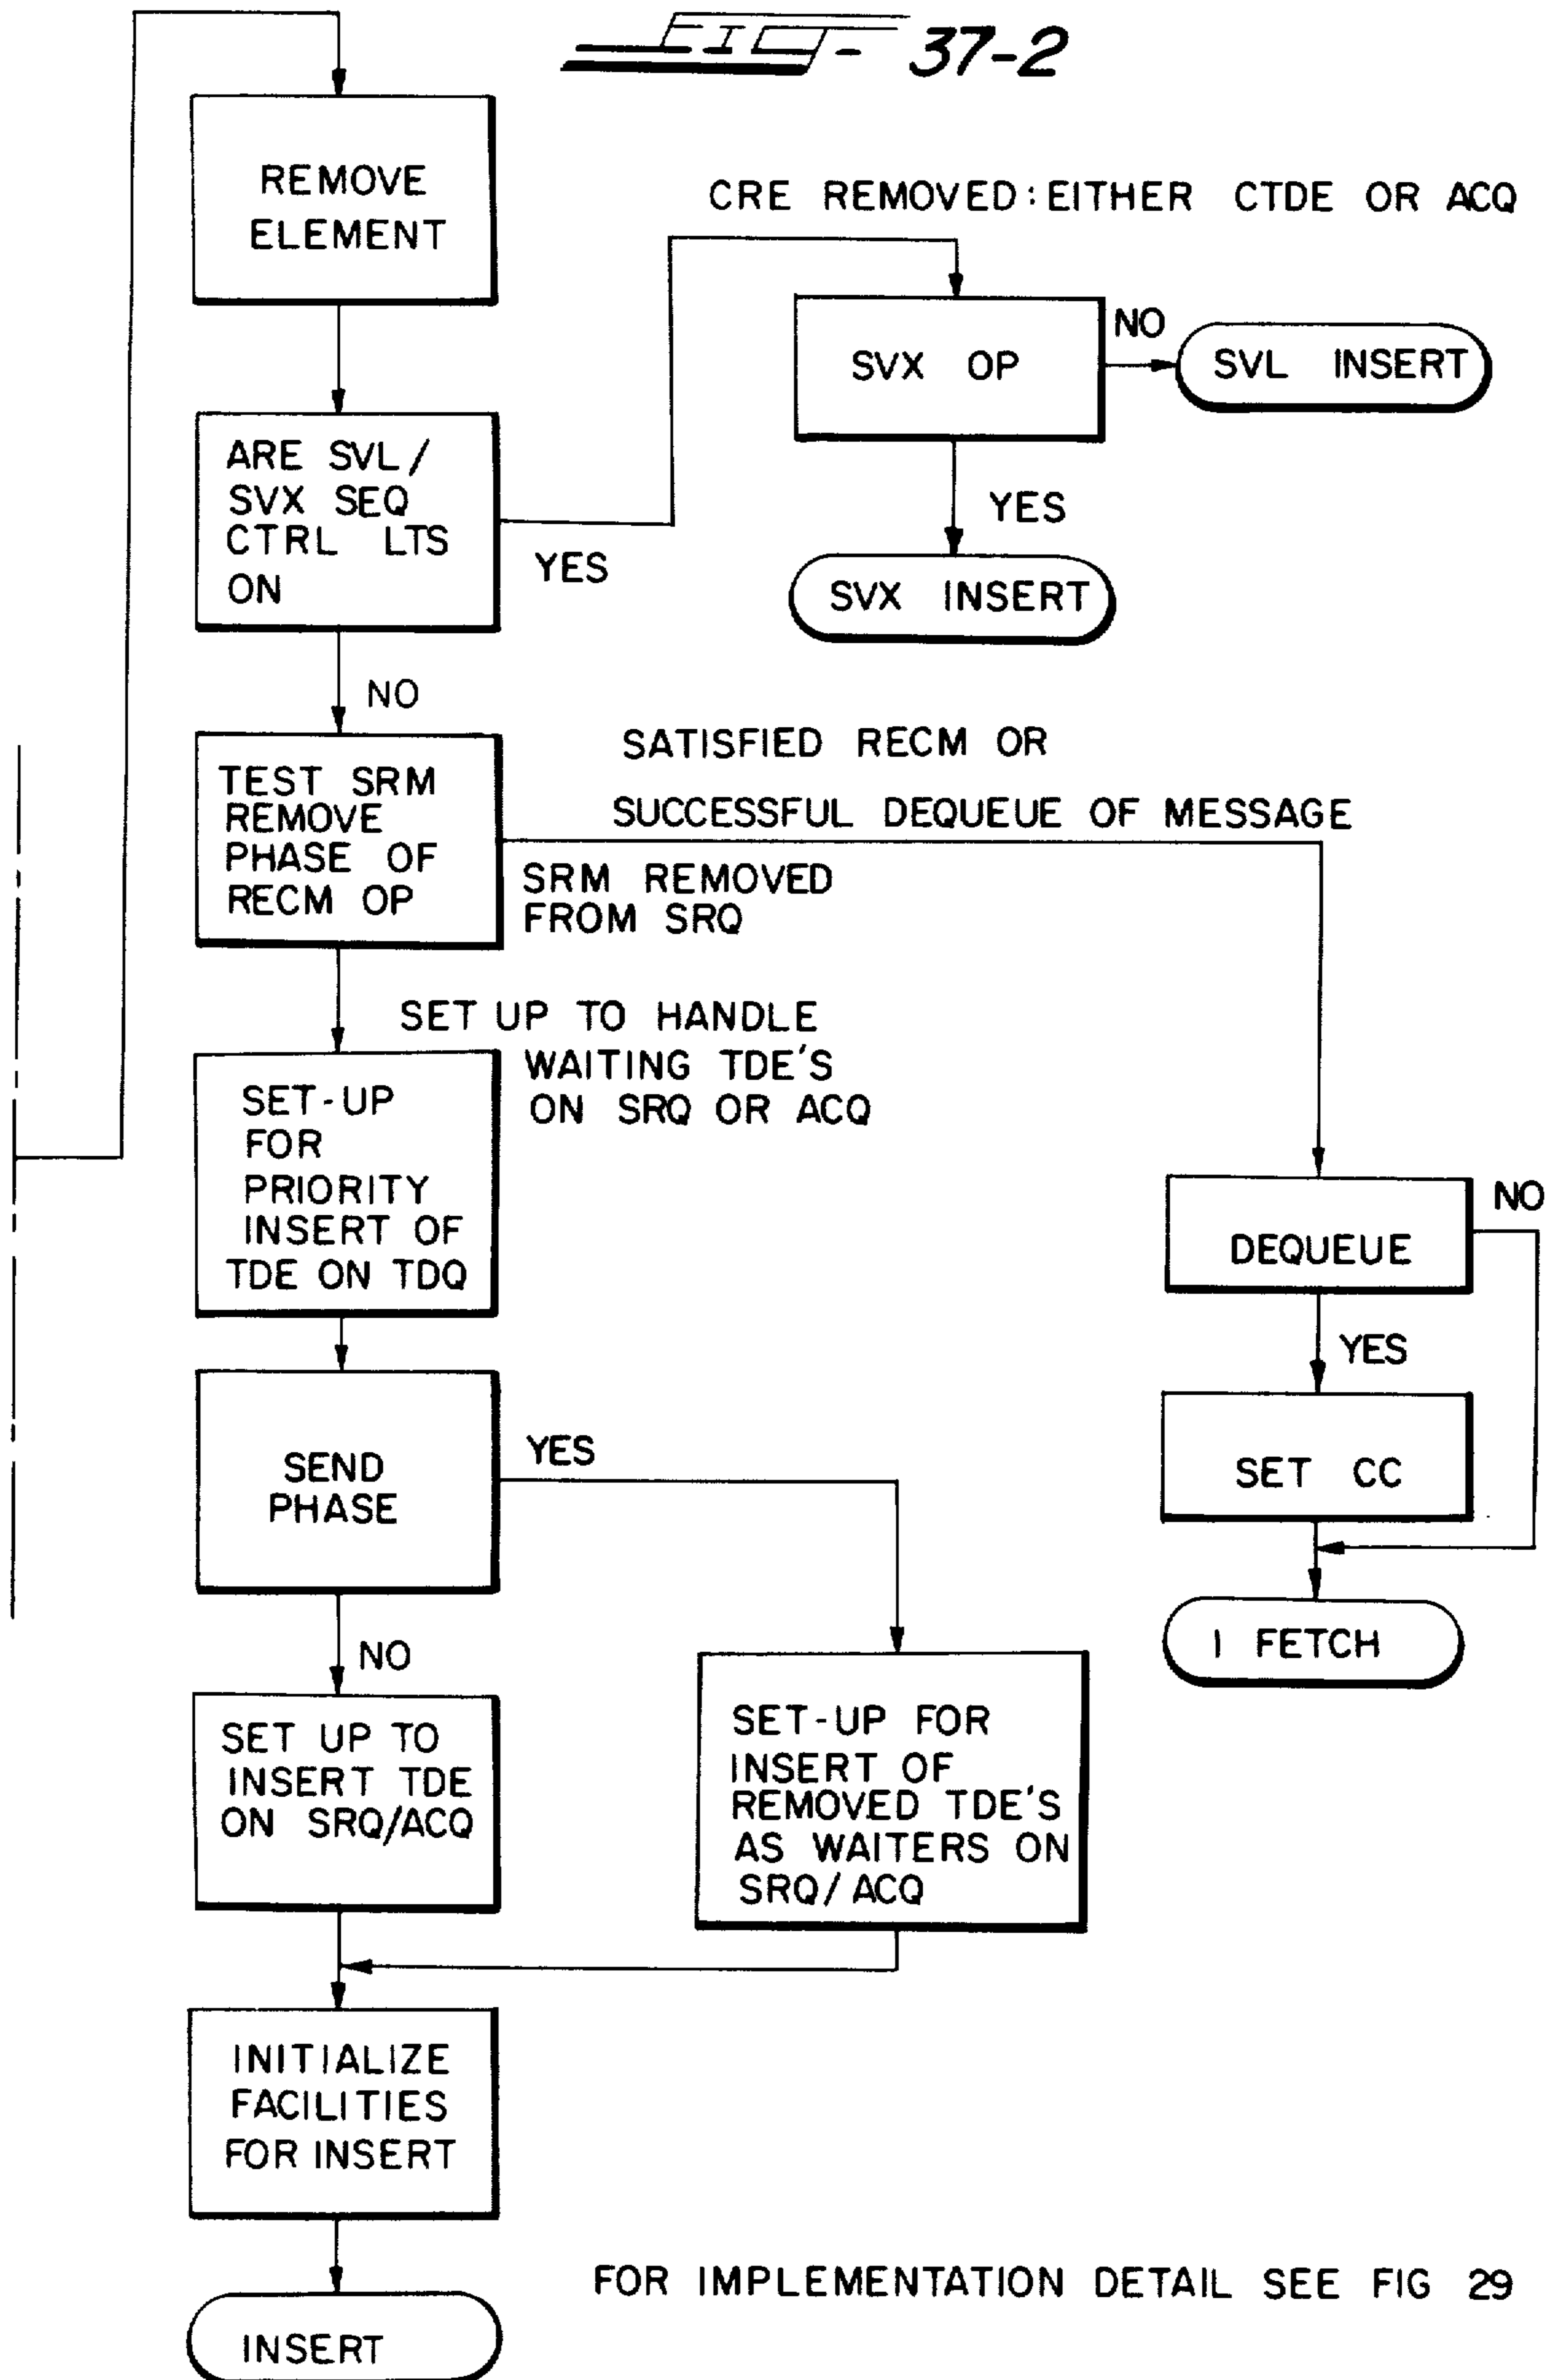 FIG- 37-2
REMOVE
ELEMENT
CRE REMOVED: EITHER CTDE OR ACQ
SVX OP
NO
SVL INSERT
ARE SVL/
SVX SEQ
CTRL LTS
ON
YES
YES
SVX INSERT
NO
TEST SRM
REMOVE
PHASE OF
RECM OP
SATISFIED RECM OR
SUCCESSFUL DEQUEUE OF MESSAGE
SRM REMOVED
FROM SRQ
SET UP TO HANDLE
WAITING TDE'S
ON SRQ OR ACQ
SET-UP
FOR
PRIORITY
INSERT OF
TDE ON TDQ
DEQUEUE
NO
YES
SET CC
I FETCH
SEND
PHASE
YES
NO
SET UP TO
INSERT TDE
ON SRQ/ACQ
SET-UP FOR
INSERT OF
REMOVED TDE'S
AS WAITERS ON
SRQ/ACQ
INITIALIZE
FACILITIES
FOR INSERT
INSERT
FOR IMPLEMENTATION DETAIL SEE FIG 29